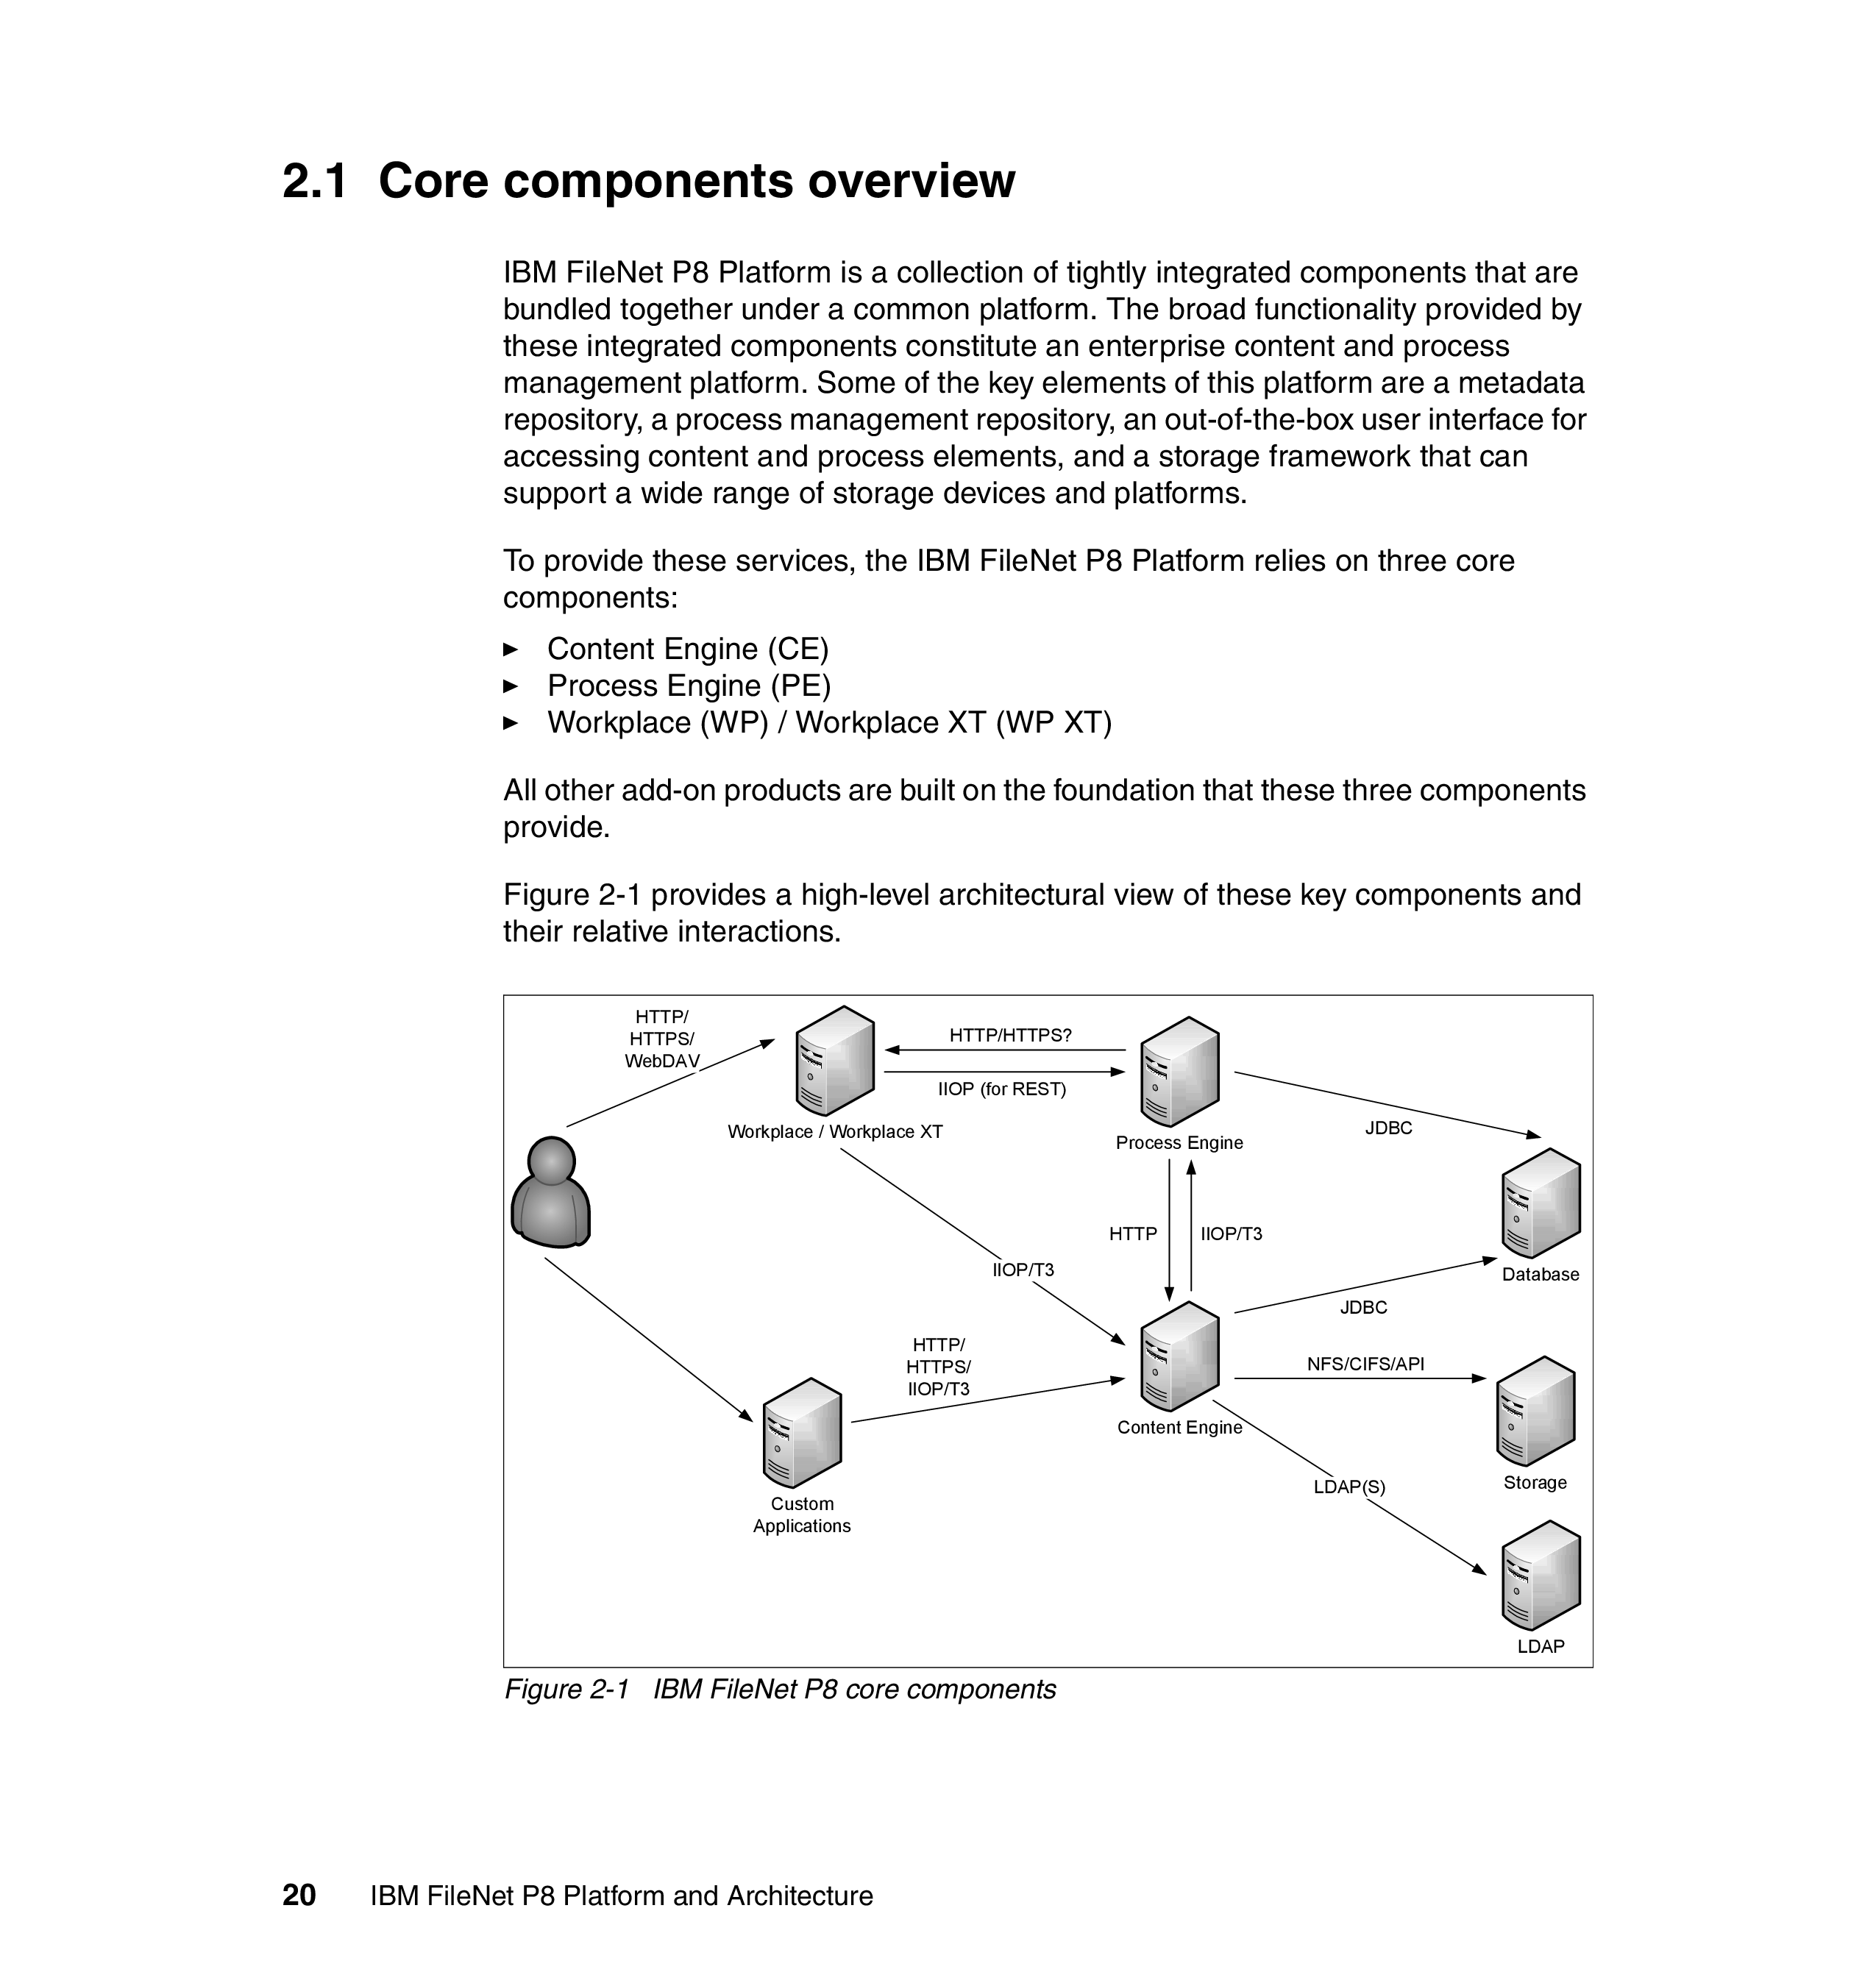 2.1 Core components overview
IBM FileNet P8 Platform is a collection of tightly integrated components that are
bundled together under a common platform. The broad functionality provided by
these integrated components constitute an enterprise content and process
management platform. Some of the key elements of this platform are a metadata
repository, a process management repository, an out-of-the-box user interface for
accessing content and process elements, and a storage framework that can
support a wide range of storage devices and platforms.
To provide these services, the IBM FileNet P8 Platform relies on three core
components:
► Content Engine (CE)
► Process Engine (PE)
► Workplace (WP) / Workplace XT (WP XT)
All other add-on products are built on the foundation that these three components
provide.
Figure 2-1 provides a high-level architectural view of these key components and
their relative interactions.
HTTP/
HTTPS/
WebDAV
HTTP/HTTPS?
IIOP (for REST)
Workplace / Workplace XT
Process Engine
JDBC
HTTP
IIOP/T3
IIOP/T3
Database
JDBC
HTTP/
HTTPS/
IIOP/T3
NFS/CIFS/API
Content Engine
Storage
LDAP(S)
Custom
Applications
LDAP
Figure 2-1 IBM FileNet P8 core components
20 IBM FileNet P8 Platform and Architecture